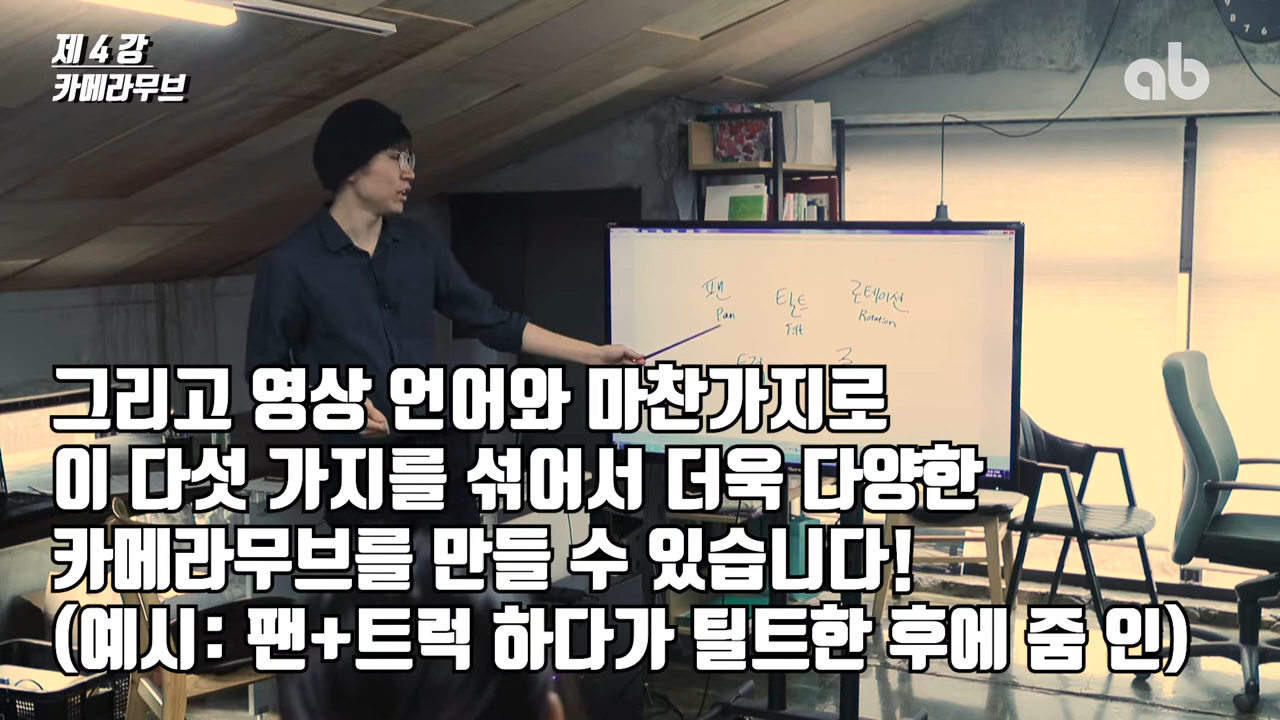 제 4 강
카메라무브
ab
팬
Pan
틸트
Tilt
로테이션
Rotation
그리고 영상 언어와 마찬가지로
이 다섯 가지를 섞어서 더욱 다양한
카메라무브를 만들 수 있습니다!
(예시: 팬+트럭 하다가 틸트한 후에 줌 인)